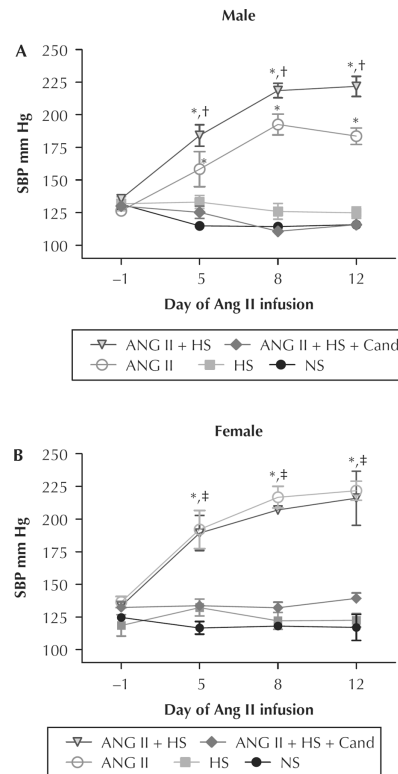 Male
A
250
225
200
175
150
125
100
SBP mm Hg
*,†
*
*,†
*
*,†
*
–1 5 8 12
Day of Ang II infusion
ANG II + HS ANG II + HS + Cand
ANG II HS NS
Female
B
250
225
200
175
150
125
100
SBP mm Hg
*,‡
*,‡
*,‡
–1 5 8 12
Day of Ang II infusion
ANG II + HS ANG II + HS + Cand
ANG II HS NS